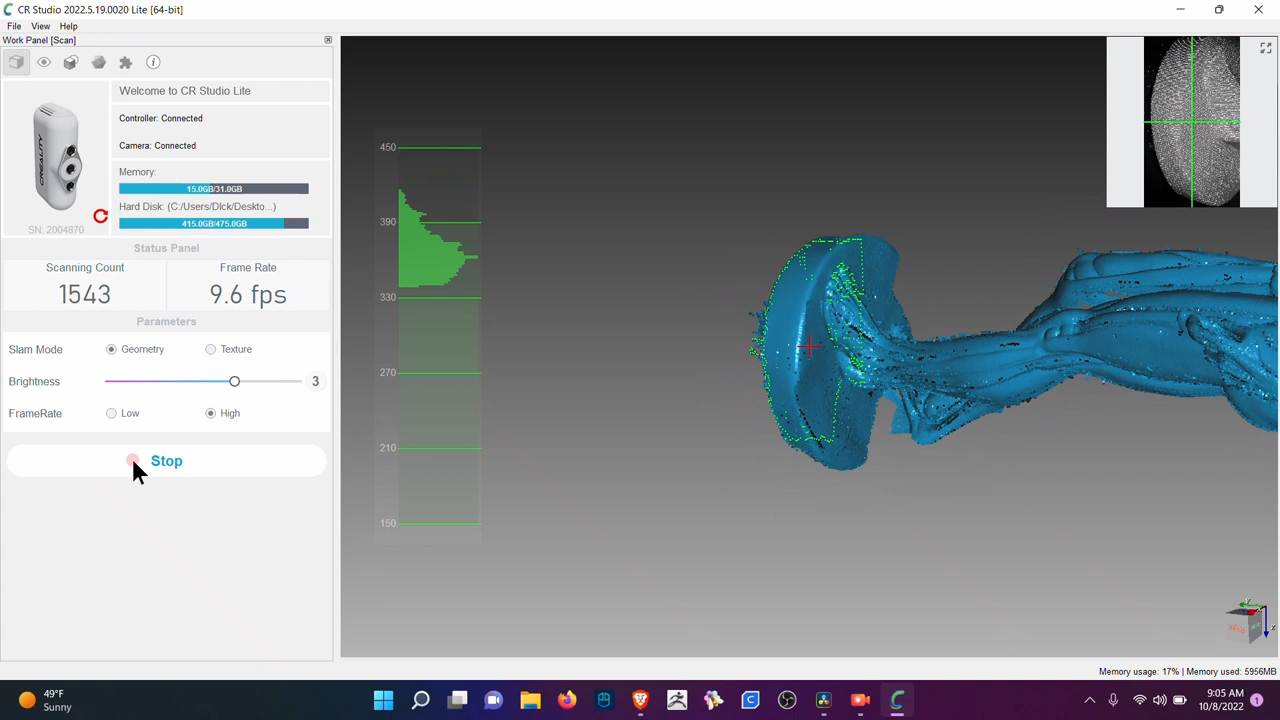 CR Studio 2022.5.19.0020 Lite [64-bit]
File View Help
Work Panel [Scan]
CREALITY
SN: 2004870
Welcome to CR Studio Lite
Controller: Connected
Camera: Connected
Memory:
15.0GB/31.0GB
Hard Disk: (C:/Users/DIck/Deskto...)
415.0GB/475.0GB
Status Panel
Scanning Count Frame Rate
1543 9.6 fps
Parameters
Slam Mode Geometry Texture
Brightness 3
FrameRate Low High
Stop
450
390
330
270
210
150
Memory usage: 17% | Memory used: 5966MB
49°F
Sunny
9:05 AM
10/8/2022
1